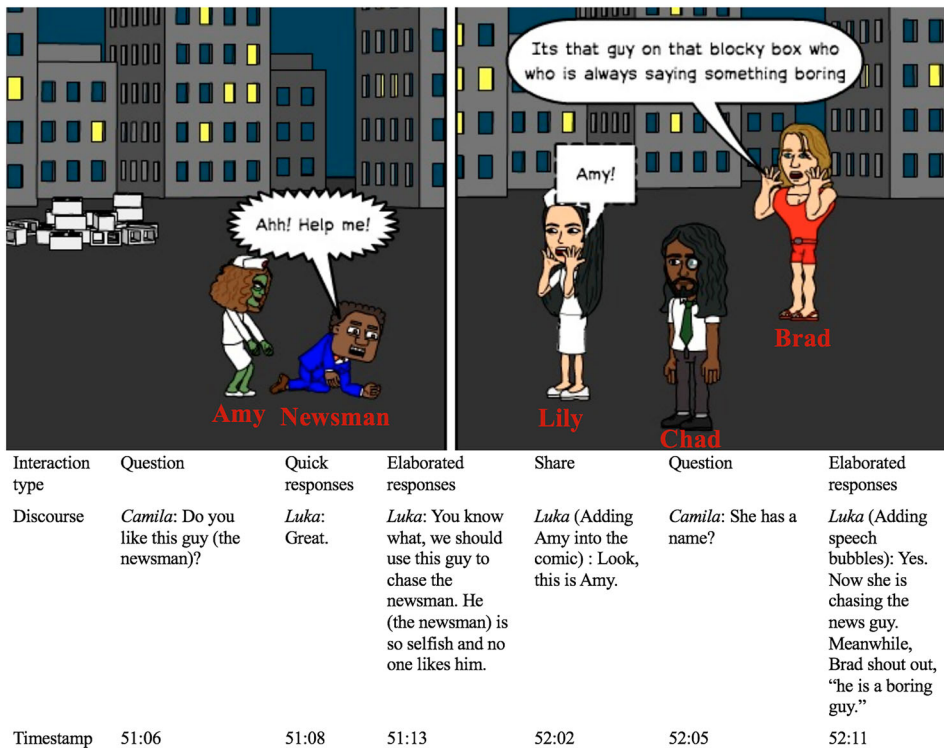 Ahh! Help me!
Amy
Newsman
Its that guy on that blocky box who
who is always saying something boring
Amy!
Lily
Chad
Brad
Interaction
type
Question
Quick
responses
Elaborated
responses
Share
Question
Elaborated
responses
Discourse
Camila: Do you
like this guy (the
newsman)?
Luka:
Great.
Luka: You know
what, we should
use this guy to
chase the
newsman. He
(the newsman) is
so selfish and no
one likes him.
Luka (Adding
Amy into the
comic) : Look,
this is Amy.
Camila: She has a
name?
Luka (Adding
speech
bubbles): Yes.
Now she is
chasing the
news guy.
Meanwhile,
Brad shout out,
“he is a boring
guy.”
Timestamp
51:06
51:08
51:13
52:02
52:05
52:11